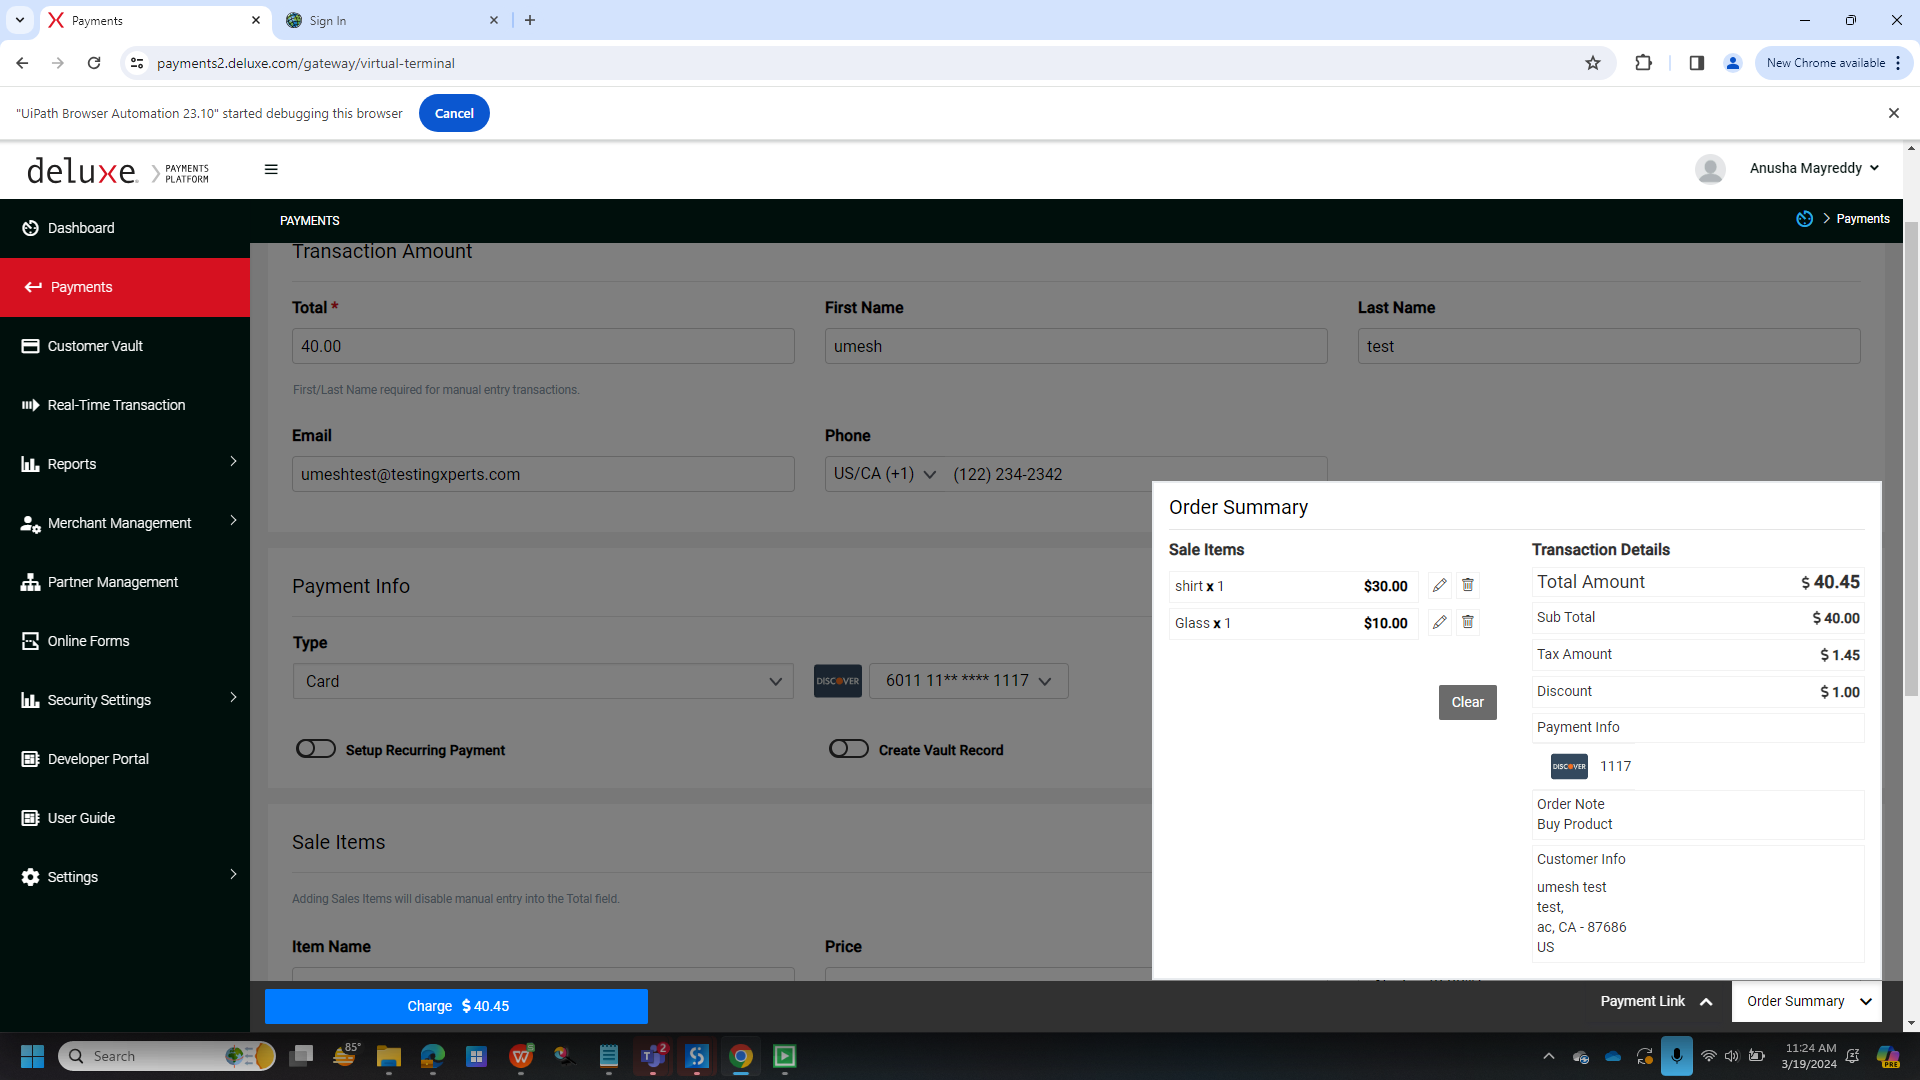 Payments
Sign In
payments2.deluxe.com/gateway/virtual-terminal
New Chrome available
"UiPath Browser Automation 23.10" started debugging this browser
Cancel
deluxe.
PAYMENTS
PLATFORM
Anusha Mayreddy
PAYMENTS
Payments
Dashboard
Payments
Customer Vault
Real-Time Transaction
Reports
Merchant Management
Partner Management
Online Forms
Security Settings
Developer Portal
User Guide
Settings
Transaction Amount
Total *
First Name
Last Name
40.00
umesh
test
First/Last Name required for manual entry transactions.
Email
Phone
umeshtest@testingxperts.com
US/CA (+1)
(122) 234-2342
Payment Info
Type
Card
DISCOVER
6011 11** **** 1117
Setup Recurring Payment
Create Vault Record
Sale Items
Adding Sales Items will disable manual entry into the Total field.
Item Name
Price
Order Summary
Sale Items
shirt x 1
$30.00
Glass x 1
$10.00
Clear
Transaction Details
Total Amount
$ 40.45
Sub Total
$ 40.00
Tax Amount
$ 1.45
Discount
$ 1.00
Payment Info
DISCOVER
1117
Order Note
Buy Product
Customer Info
umesh test
test,
ac, CA - 87686
US
Charge $ 40.45
Payment Link
Order Summary
Search
85°
2
11:24 AM
3/19/2024
PRE